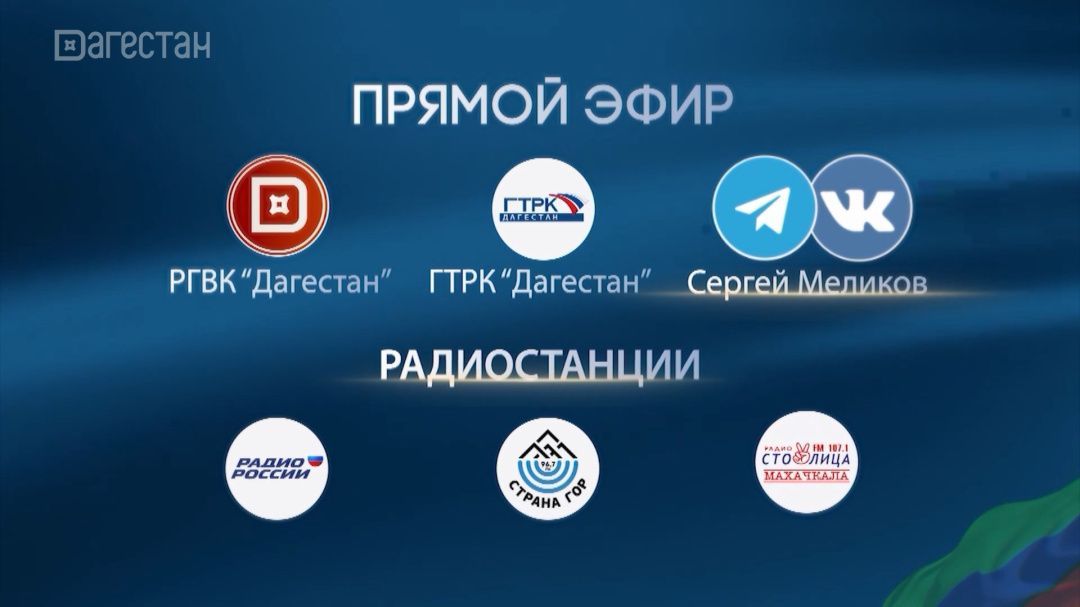 Дагестан
ПРЯМОЙ ЭФИР
D
ГТРК
ДАГЕСТАН
РГВК “Дагестан”
ГТРК “Дагестан”
Сергей Меликов
РАДИОСТАНЦИИ
РАДИО
РОССИИ
96,7
FM
СТРАНА ГОР
РАДИО FM 107.1
СТОЛИЦА
МАХАЧКАЛА